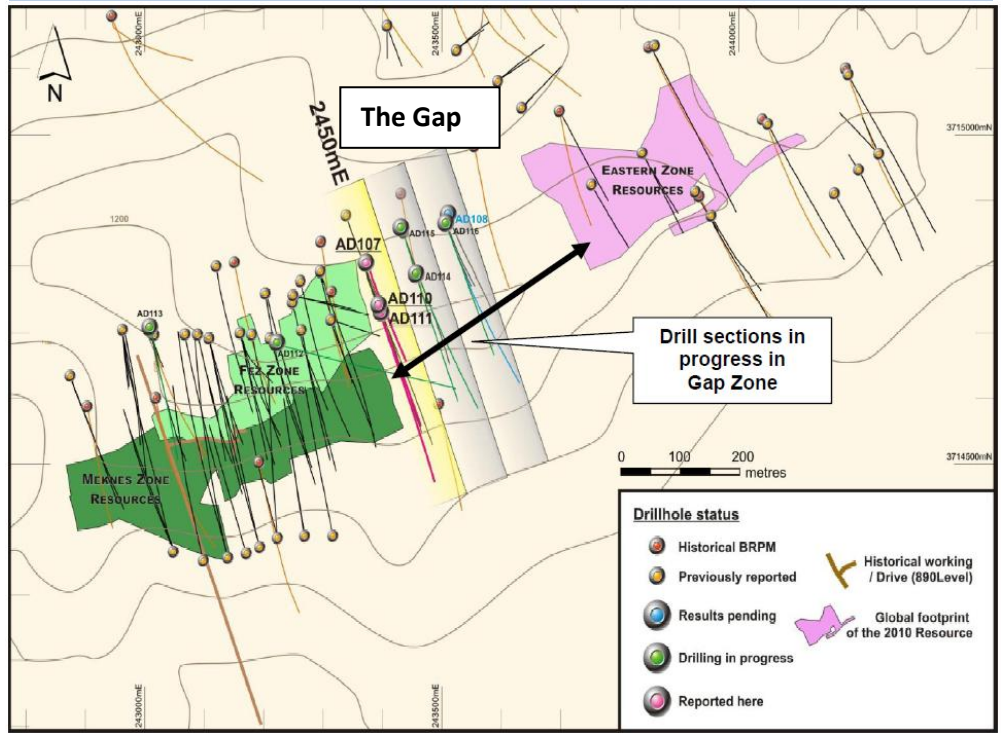 243000mE
243500mE
244000mE
N
The Gap
2450mE
3715000mN
EASTERN ZONE
RESOURCES
1200
AD108
AD115
AD116
AD107
AD114
AD110
AD111
AD113
AD112
FEZ ZONE
RESOURCES
Drill sections in
progress in
Gap Zone
MEKNES ZONE
RESOURCES
0 100 200
metres
3714500mN
Drillhole status
Historical BRPM
Previously reported
Results pending
Drilling in progress
Reported here
Historical working
/ Drive (890Level)
Global footprint
of the 2010 Resource
243000mE
243500mE